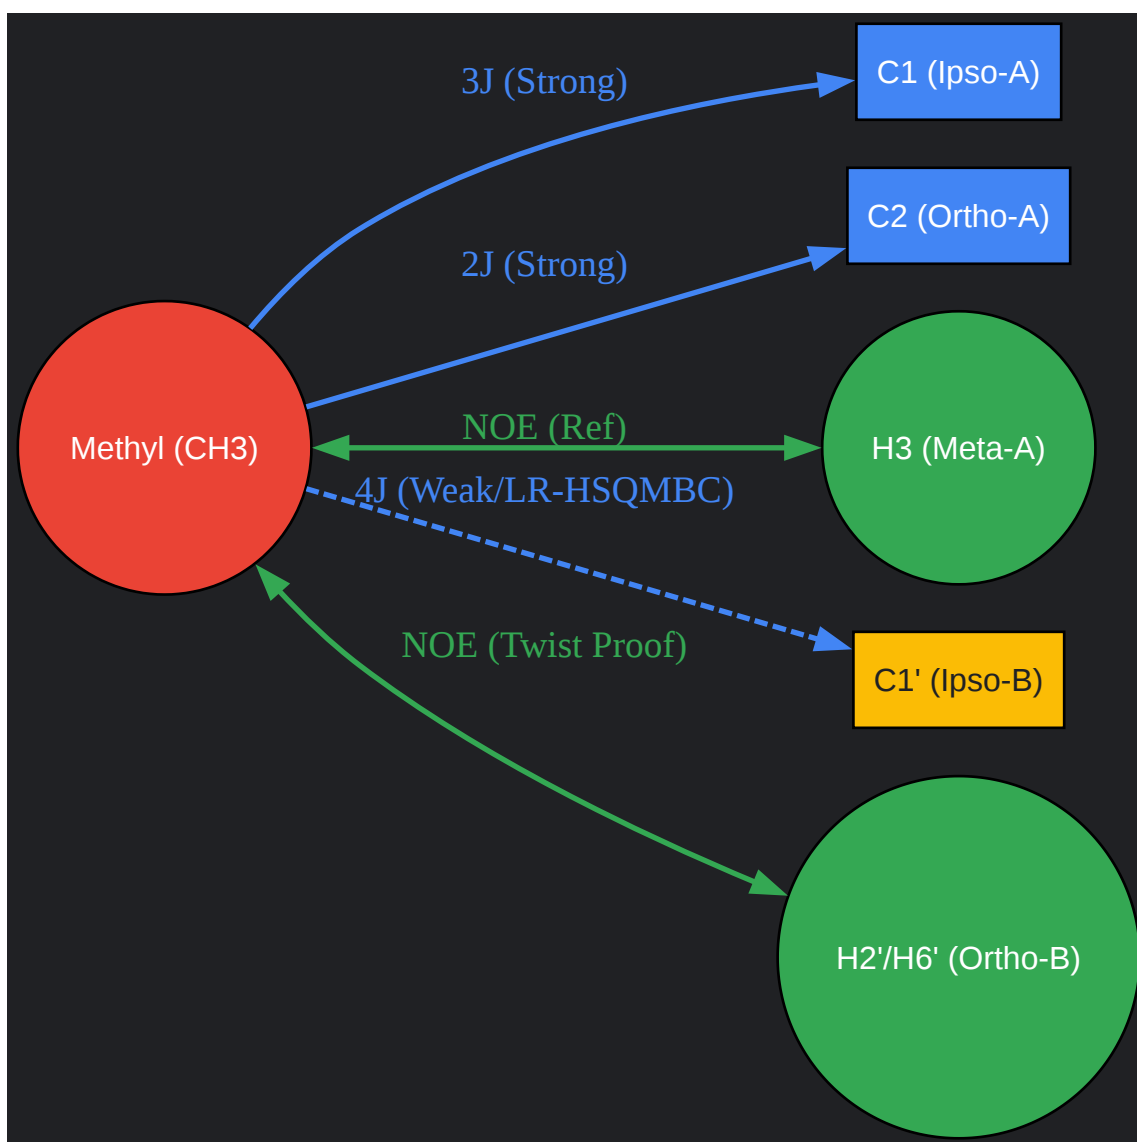 3J (Strong)
C1 (Ipso-A)
C2 (Ortho-A)
2J (Strong)
Methyl (CH3)
NOE (Ref)
H3 (Meta-A)
4J (Weak/LR-HSQMBC)
NOE (Twist Proof)
C1' (Ipso-B)
H2'/H6' (Ortho-B)